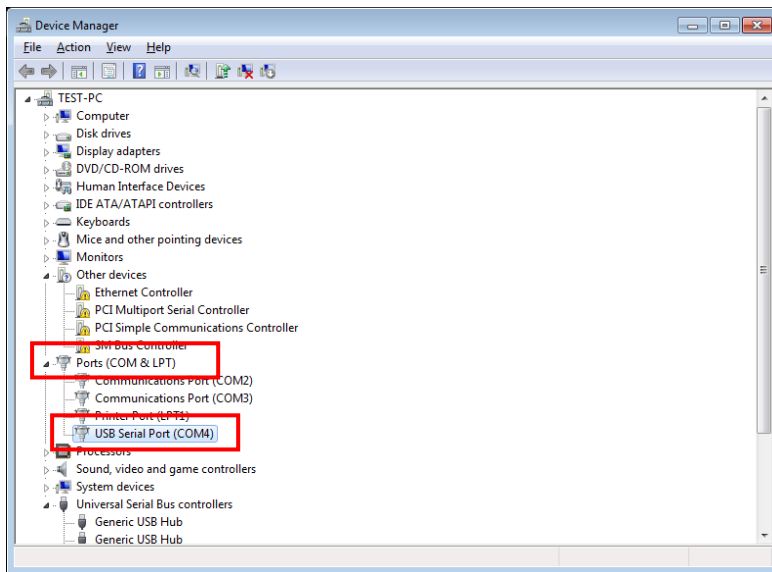 Device Manager
File Action View Help
TEST-PC
Computer
Disk drives
Display adapters
DVD/CD-ROM drives
Human Interface Devices
IDE ATA/ATAPI controllers
Keyboards
Mice and other pointing devices
Monitors
Other devices
Ethernet Controller
PCI Multiport Serial Controller
PCI Simple Communications Controller
SM Bus Controller
Ports (COM & LPT)
Communications Port (COM2)
Communications Port (COM3)
Printer Port (LPT1)
USB Serial Port (COM4)
Processors
Sound, video and game controllers
System devices
Universal Serial Bus controllers
Generic USB Hub
Generic USB Hub